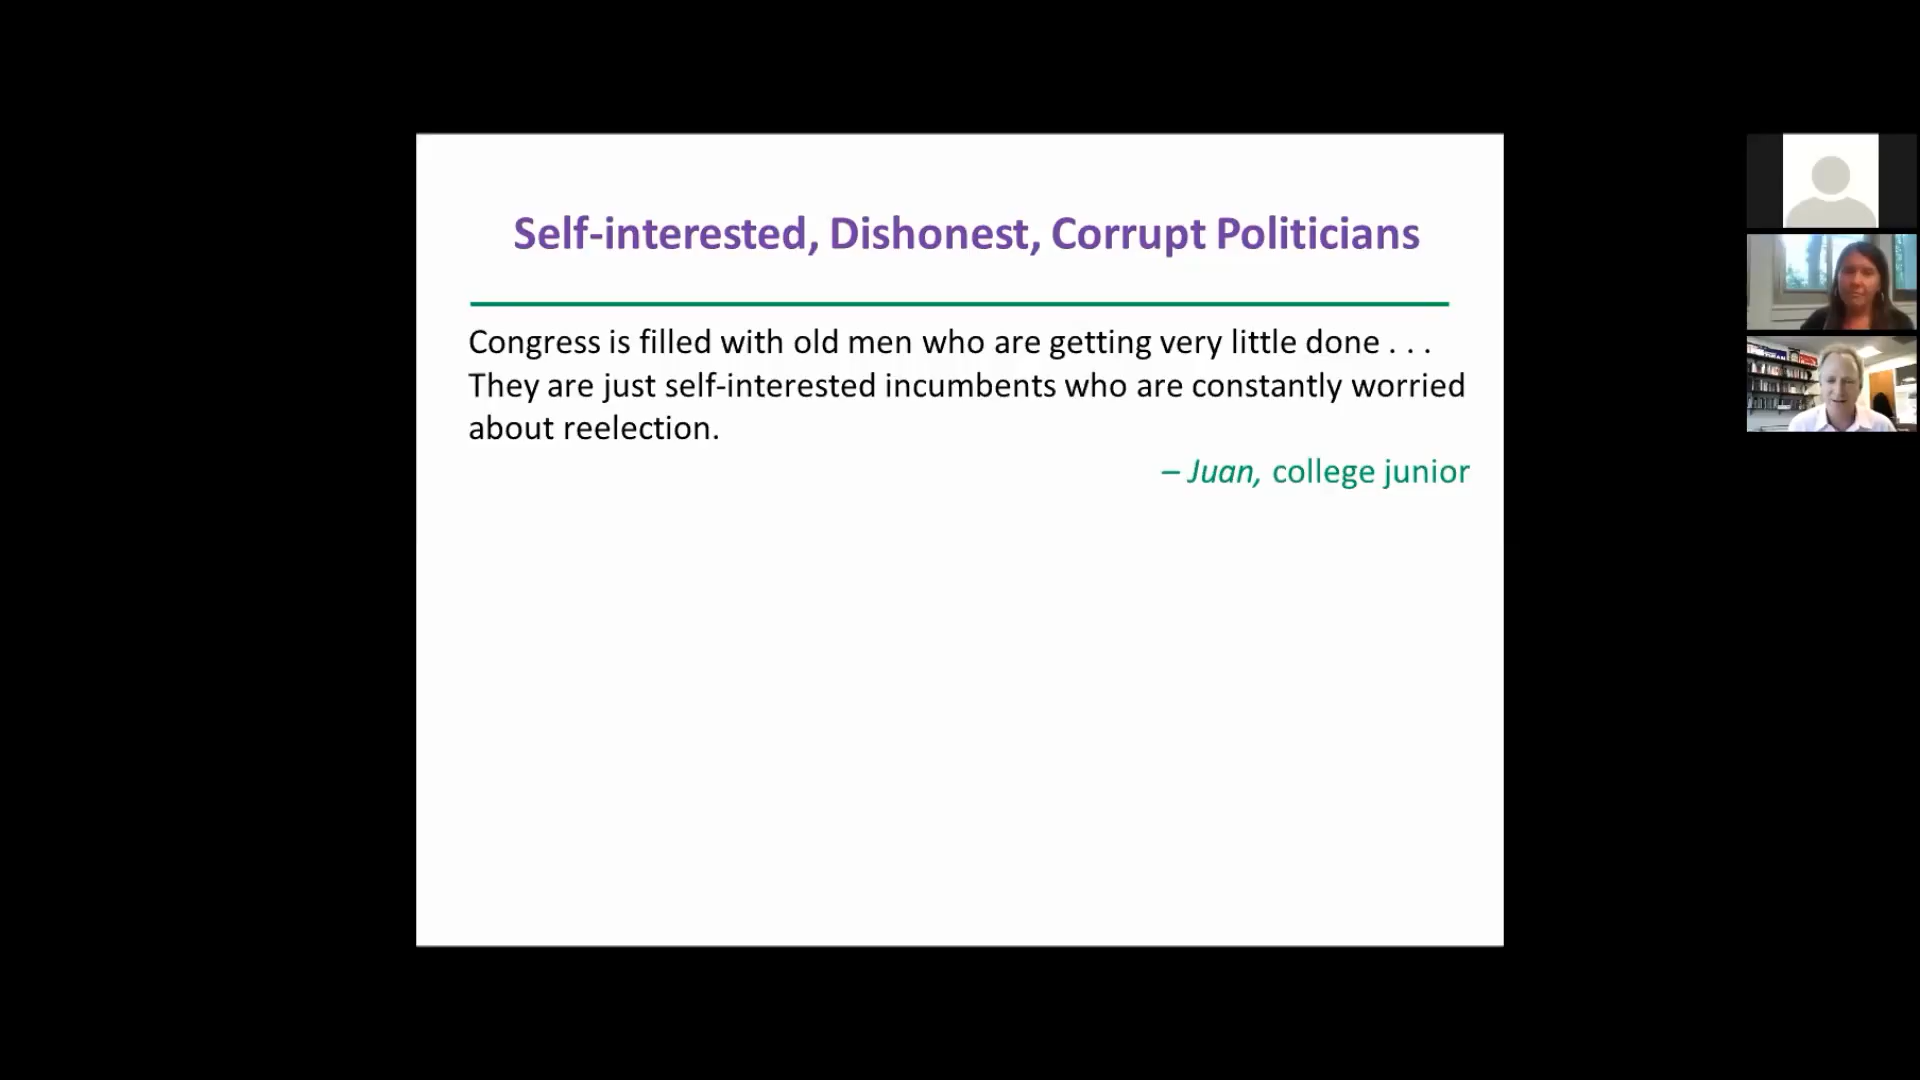 Self-interested, Dishonest, Corrupt Politicians
Congress is filled with old men who are getting very little done . . .
They are just self-interested incumbents who are constantly worried
about reelection.
– Juan, college junior